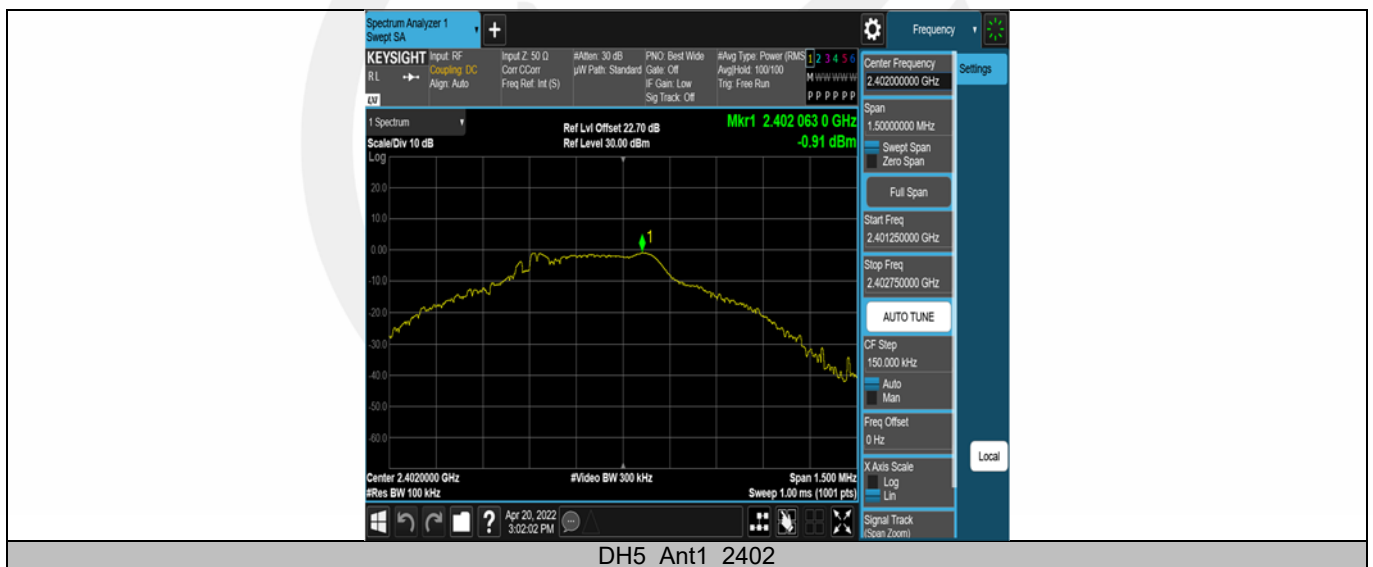 Spectrum Analyzer 1
Swept SA
+
Frequency
KEYSIGHT
RL
LXI
Input: RF
Coupling: DC
Align: Auto
Input Z: 50 Ω
Corr CCorr
Freq Ref: Int (S)
#Atten: 30 dB
µW Path: Standard
PNO: Best Wide
Gate: Off
IF Gain: Low
Sig Track: Off
#Avg Type: Power (RMS
Avg|Hold: 100/100
Trig: Free Run
1 2 3 4 5 6
M W W W W W
P P P P P P
Center Frequency
2.402000000 GHz
Settings
1 Spectrum
Scale/Div 10 dB
Ref Lvl Offset 22.70 dB
Ref Level 30.00 dBm
Mkr1 2.402 063 0 GHz
-0.91 dBm
Log
20.0
10.0
0.00
-10.0
-20.0
-30.0
-40.0
-50.0
-60.0
1
Span
1.50000000 MHz
Swept Span
Zero Span
Full Span
Start Freq
2.401250000 GHz
Stop Freq
2.402750000 GHz
AUTO TUNE
CF Step
150.000 kHz
Auto
Man
Freq Offset
0 Hz
X Axis Scale
Log
Lin
Signal Track
(Span Zoom)
Local
Center 2.4020000 GHz
#Res BW 100 kHz
#Video BW 300 kHz
Span 1.500 MHz
Sweep 1.00 ms (1001 pts)
?
Apr 20, 2022
3:02:02 PM
DH5_Ant1_2402